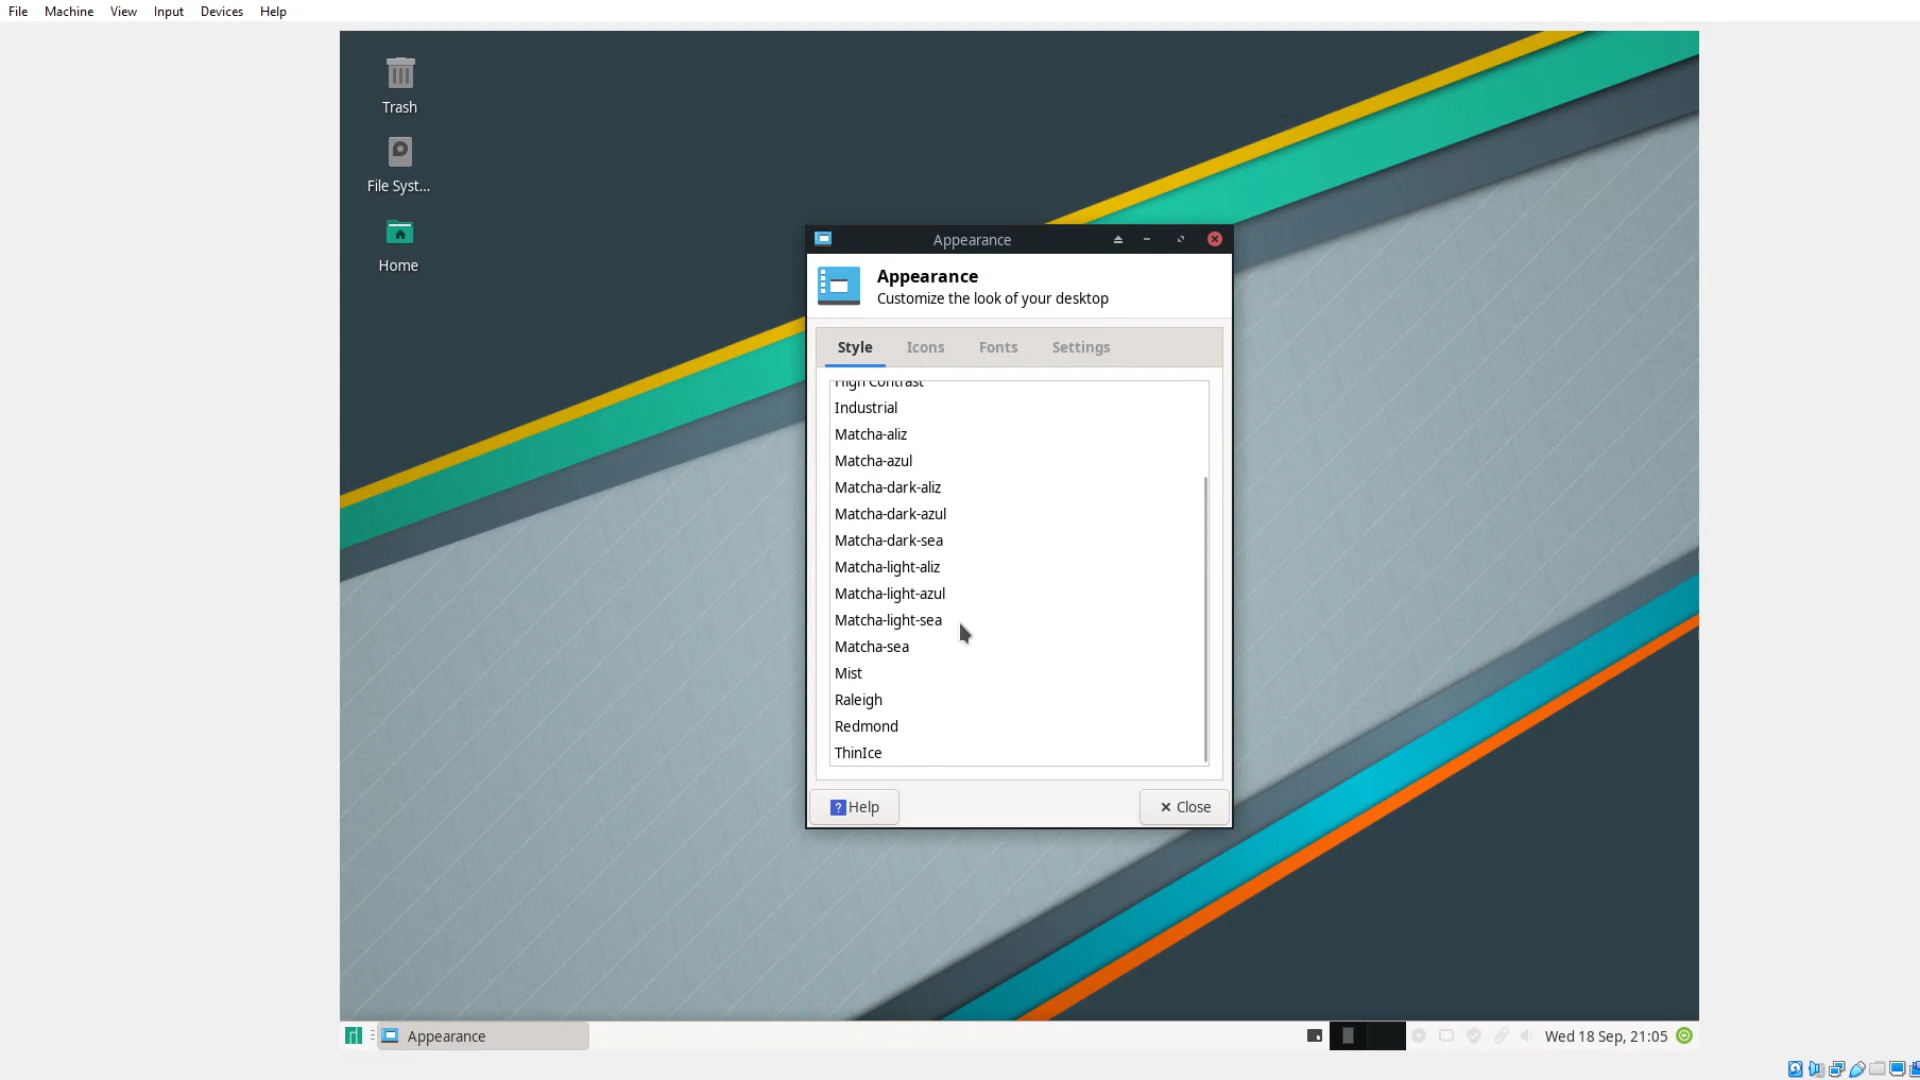 File Machine View Input Devices Help
Trash
File Syst...
Home
Appearance
Appearance
Customize the look of your desktop
Style Icons Fonts Settings
High Contrast
Industrial
Matcha-aliz
Matcha-azul
Matcha-dark-aliz
Matcha-dark-azul
Matcha-dark-sea
Matcha-light-aliz
Matcha-light-azul
Matcha-light-sea
Matcha-sea
Mist
Raleigh
Redmond
ThinIce
? Help
Close
Appearance
Wed 18 Sep, 21:05